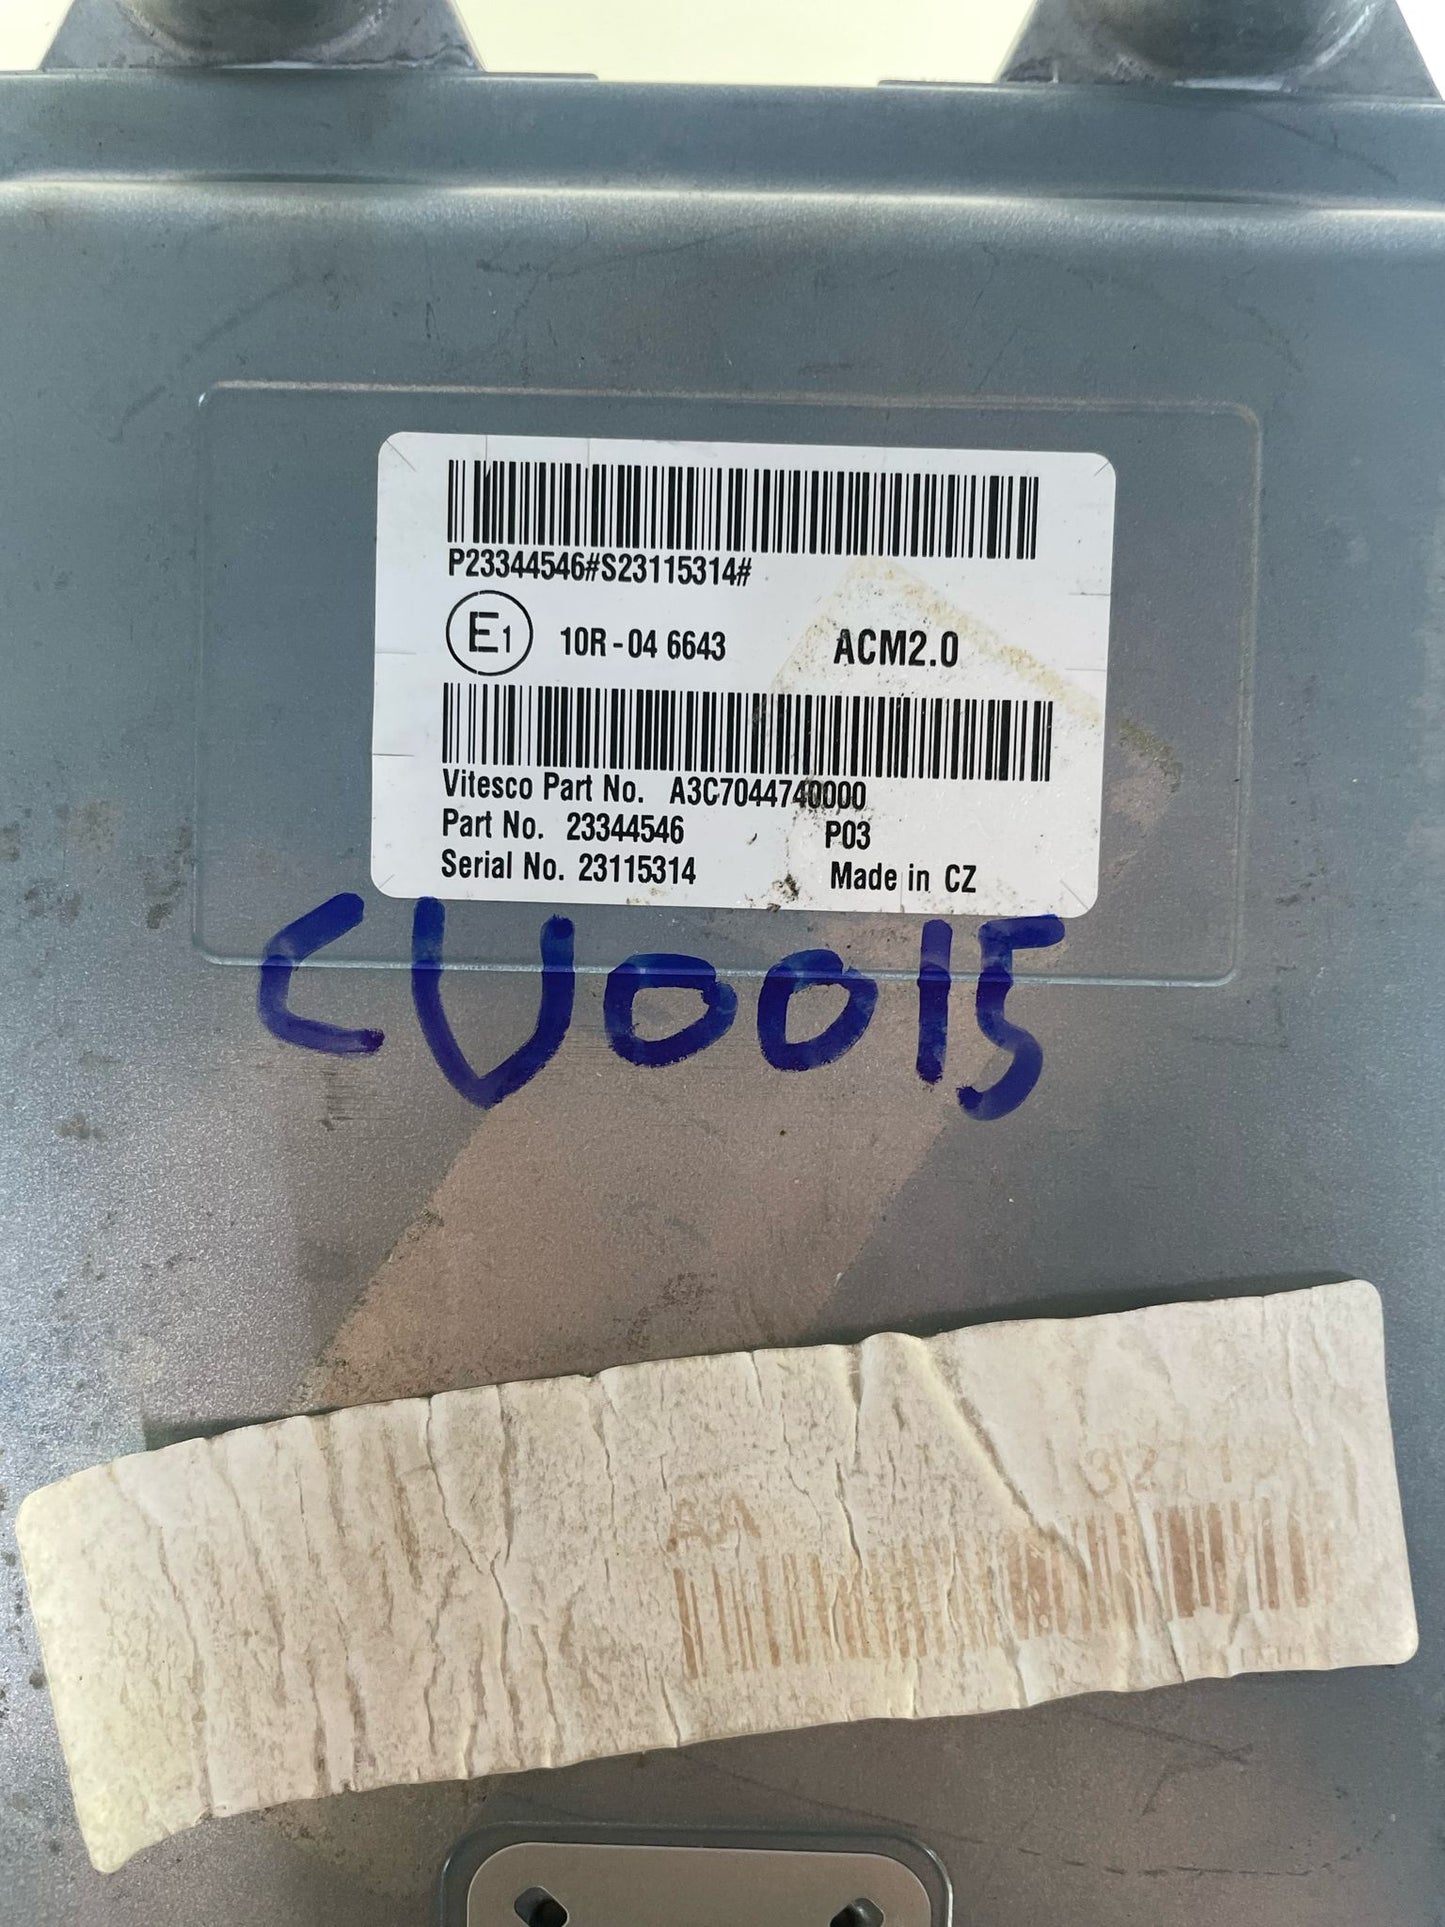 P23344546#S23115314#
E1 10R-04 6643 ACM2.0
Vitesco Part No. A3C7044740000
Part No. 23344546 P03
Serial No. 23115314 Made in CZ
CU0015